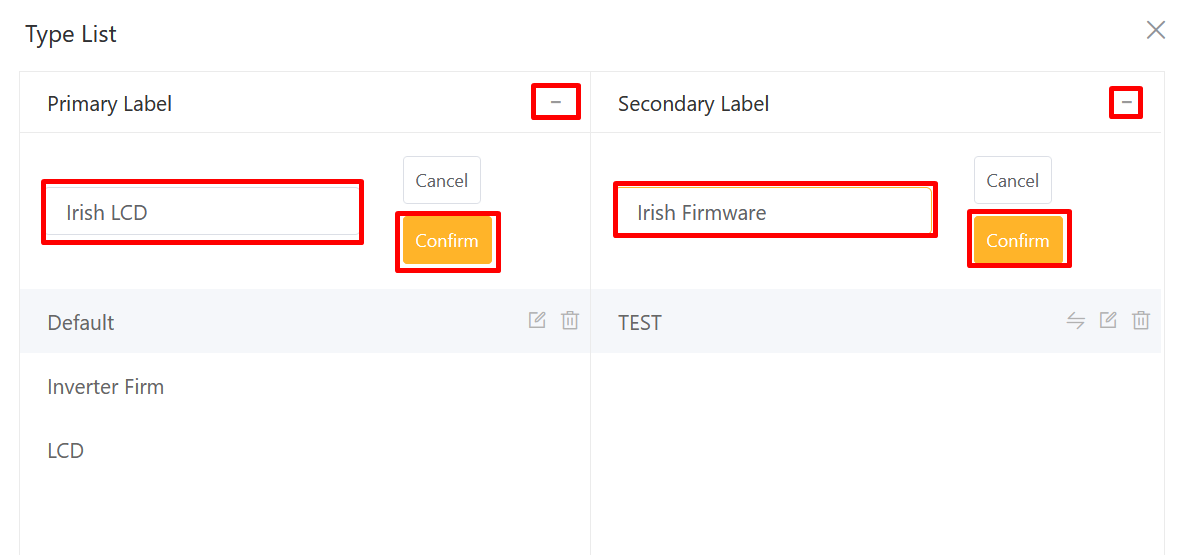 Type List
Primary Label
Secondary Label
Cancel
Cancel
Irish LCD
Irish Firmware
Confirm
Confirm
Default
TEST
Inverter Firm
LCD